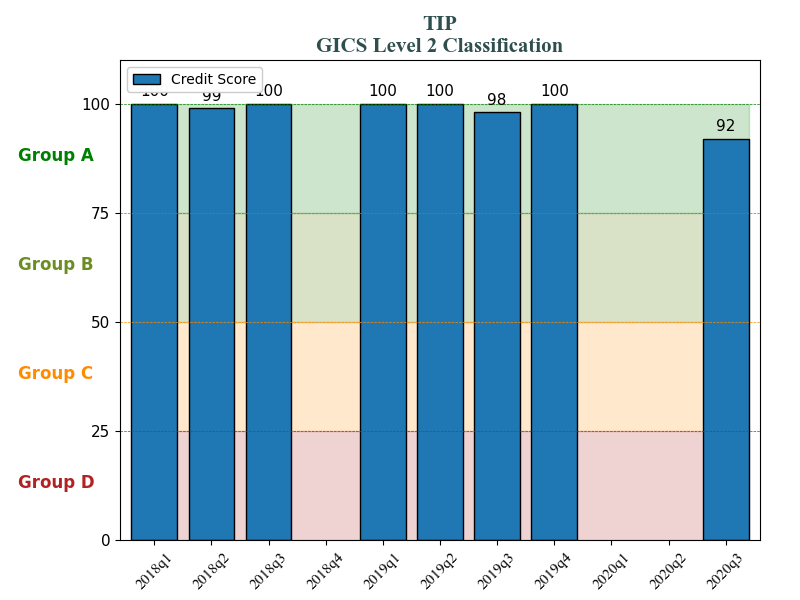 TIP
GICS Level 2 Classification
Credit Score
100 99 100 100 100 98 100 92
100
Group A
75
Group B
50
Group C
25
Group D
0
2018q1 2018q2 2018q3 2018q4 2019q1 2019q2 2019q3 2019q4 2020q1 2020q2 2020q3